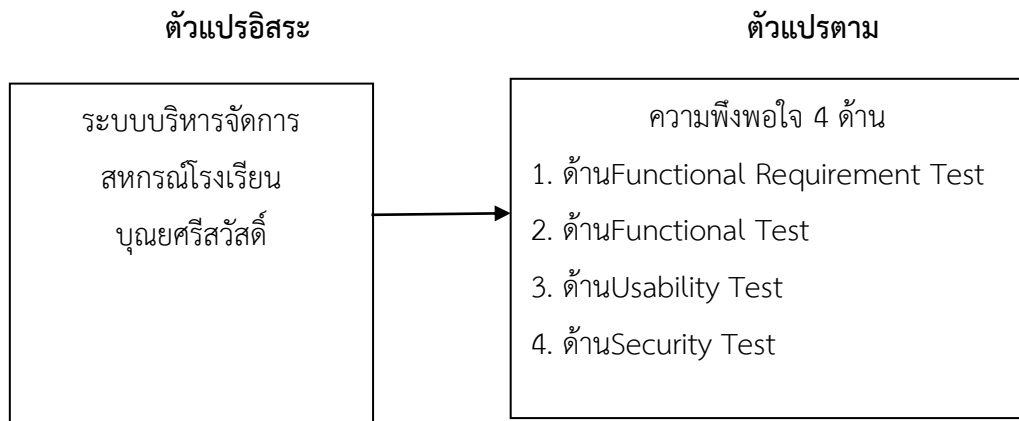 ตัวแปรอิสระ
ตัวแปรตาม
ระบบบริหารจัดการ
สหกรณ์โรงเรียน
บุณยศรีสวัสดิ์
ความพึงพอใจ 4 ด้าน
1. ด้านFunctional Requirement Test
2. ด้านFunctional Test
3. ด้านUsability Test
4. ด้านSecurity Test